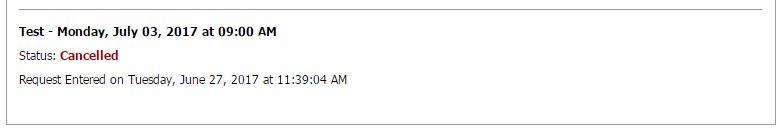 Test - Monday, July 03, 2017 at 09:00 AM
Status: Cancelled
Request Entered on Tuesday, June 27, 2017 at 11:39:04 AM